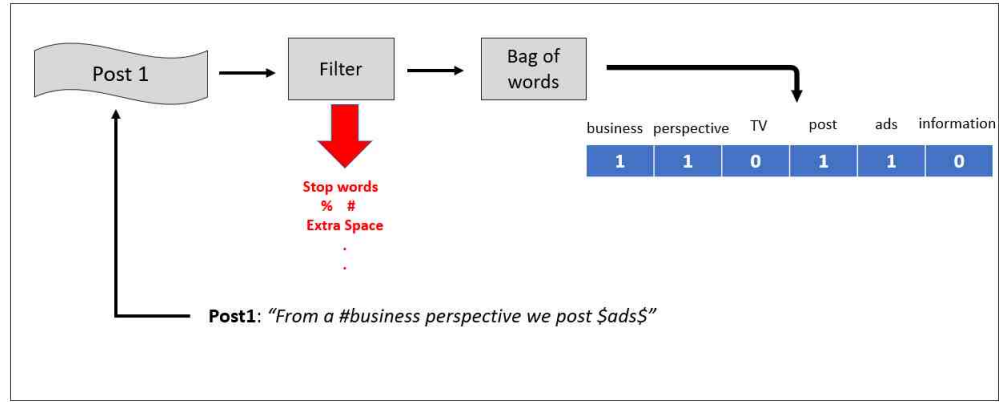 Post 1
Filter
Bag of
words
business perspective TV post ads information
1 1 0 1 1 0
Stop words
% #
Extra Space
.
.
Post1: “From a #business perspective we post $ads$”